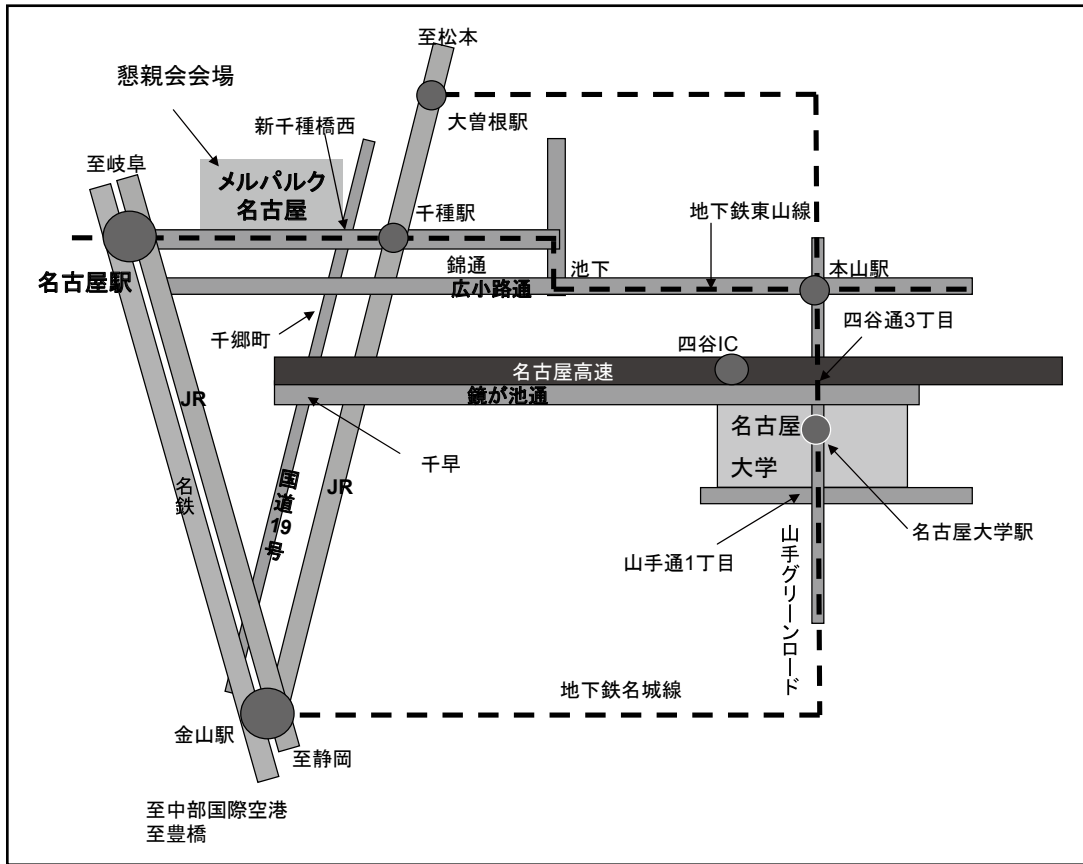 至松本
懇親会会場
大曽根駅
新千種橋西
至岐阜
メルパルク
名古屋
千種駅
地下鉄東山線
名古屋駅
錦通
池下
本山駅
広小路通
四谷通3丁目
千郷町
四谷IC
名古屋高速
JR
鏡が池通
名古屋
大学
千早
名鉄
国道19号
JR
名古屋大学駅
山手通1丁目
山手グリーンロード
地下鉄名城線
金山駅
至静岡
至中部国際空港
至豊橋